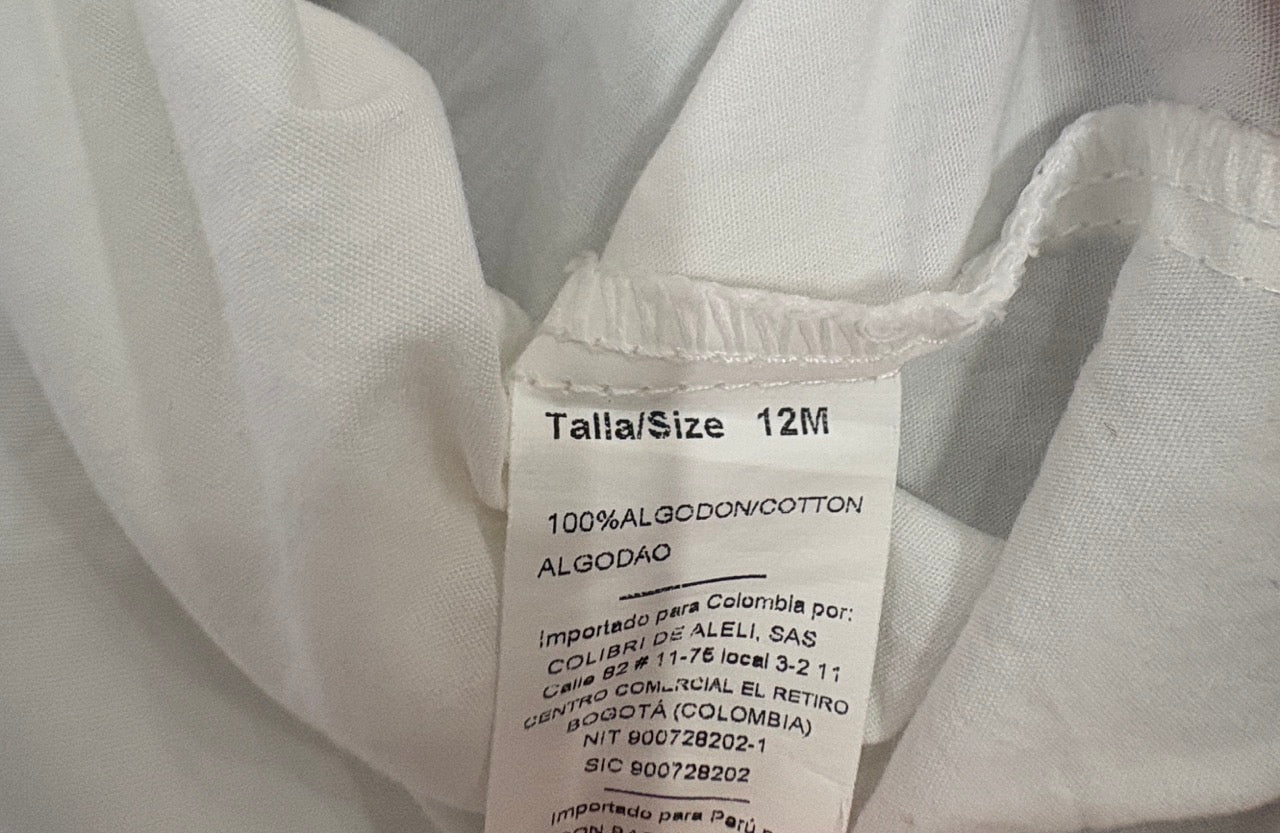 Talla/Size 12M
100%ALGODON/COTTON
ALGODAO
Importado para Colombia por:
COLIBRI DE ALELI, SAS
Calle 82 # 11-75 local 3-2 11
CENTRO COMERCIAL EL RETIRO
BOGOTÁ (COLOMBIA)
NIT 900728202-1
SIC 900728202
Importado para Perú